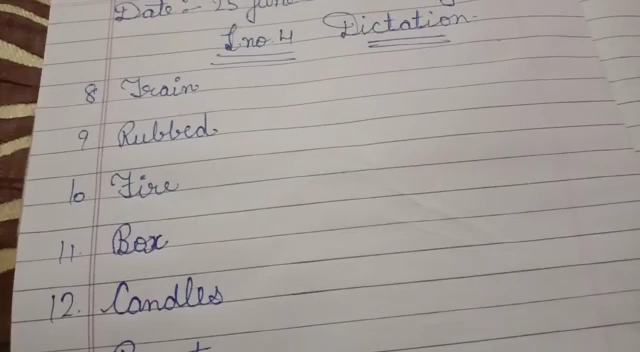 Date :- 25 June
L no. 4 Dictation.
8 Train
9 Rubbed
10 Fire
11. Box
12. Candles